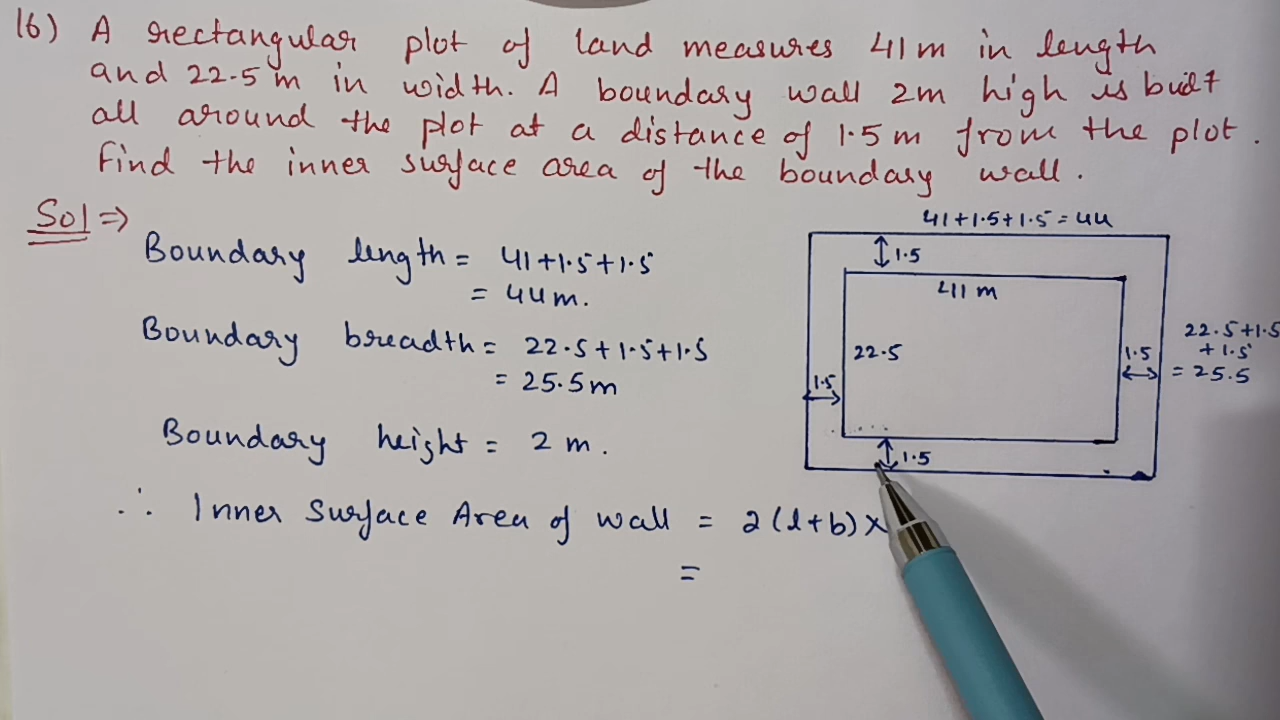 16) A rectangular plot of land measures 41 m in length
and 22.5 m in width. A boundary wall 2m high is built
all around the plot at a distance of 1.5 m from the plot.
Find the inner surface area of the boundary wall.
Sol ⇒
41+1.5+1.5 = 44
Boundary length = 41+1.5+1.5
= 44m.
1.5
41 m
Boundary breadth = 22.5+1.5+1.5
= 25.5m
22.5
1.5
1.5
22.5+1.5
+1.5
= 25.5
Boundary height = 2 m.
1.5
∴ Inner Surface Area of wall = 2(l+b)×
=